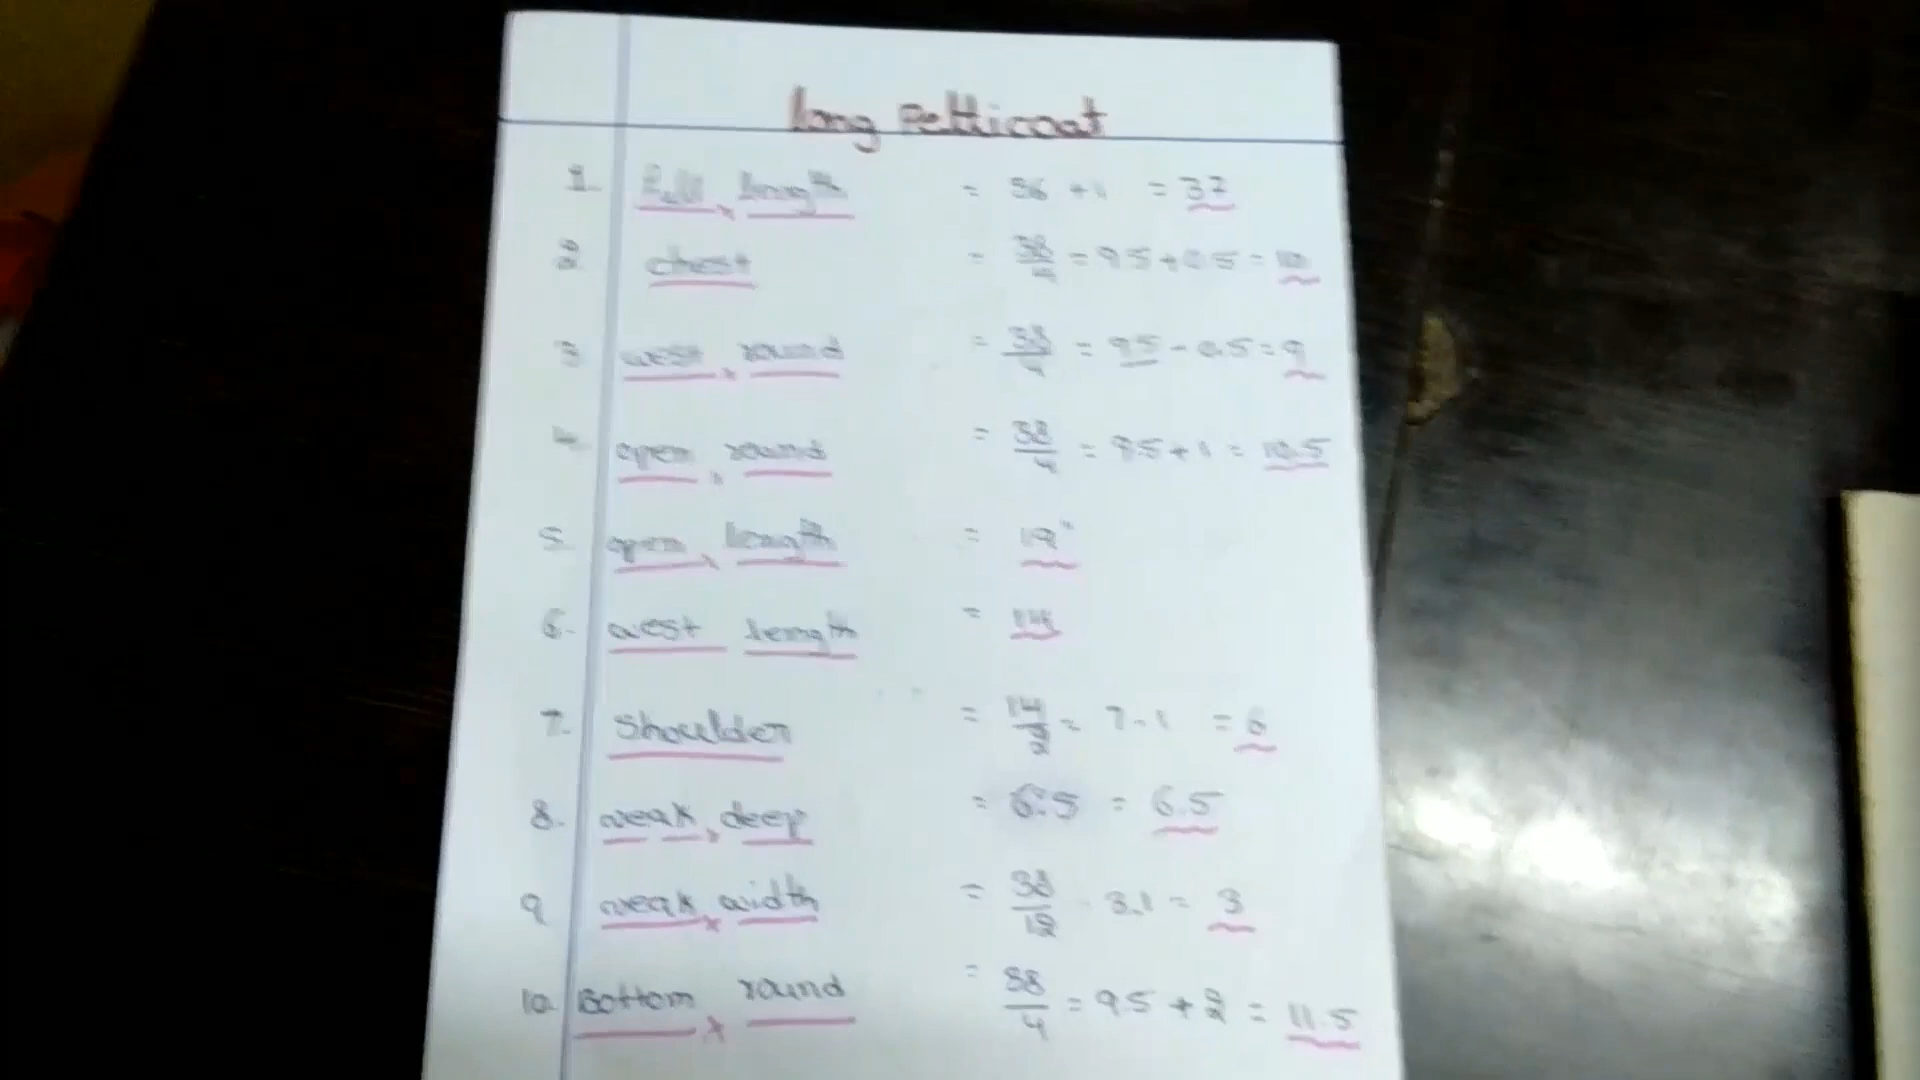 long Petticoat
1. Full length = 36 + 1 = 37
2. chest = 38/4 = 9.5 + 0.5 = 10
3 west round = 38/4 = 9.5 - 0.5 = 9
4. open round = 38/4 = 9.5 + 1 = 10.5
5. open length = 19"
6. west length = 14
7. Shoulder = 14/2 = 7 - 1 = 6
8. neak deep = 6.5 = 6.5
9 neak width = 38/12 - 3.1 = 3
10 Bottom round = 38/4 = 9.5 + 2 = 11.5